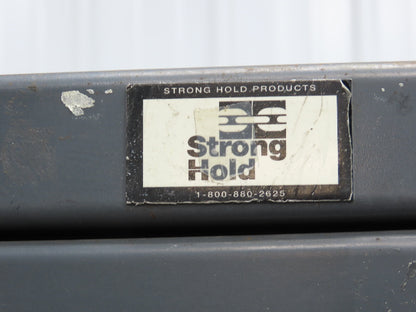 STRONG HOLD PRODUCTS
Strong
Hold
1-800-880-2625